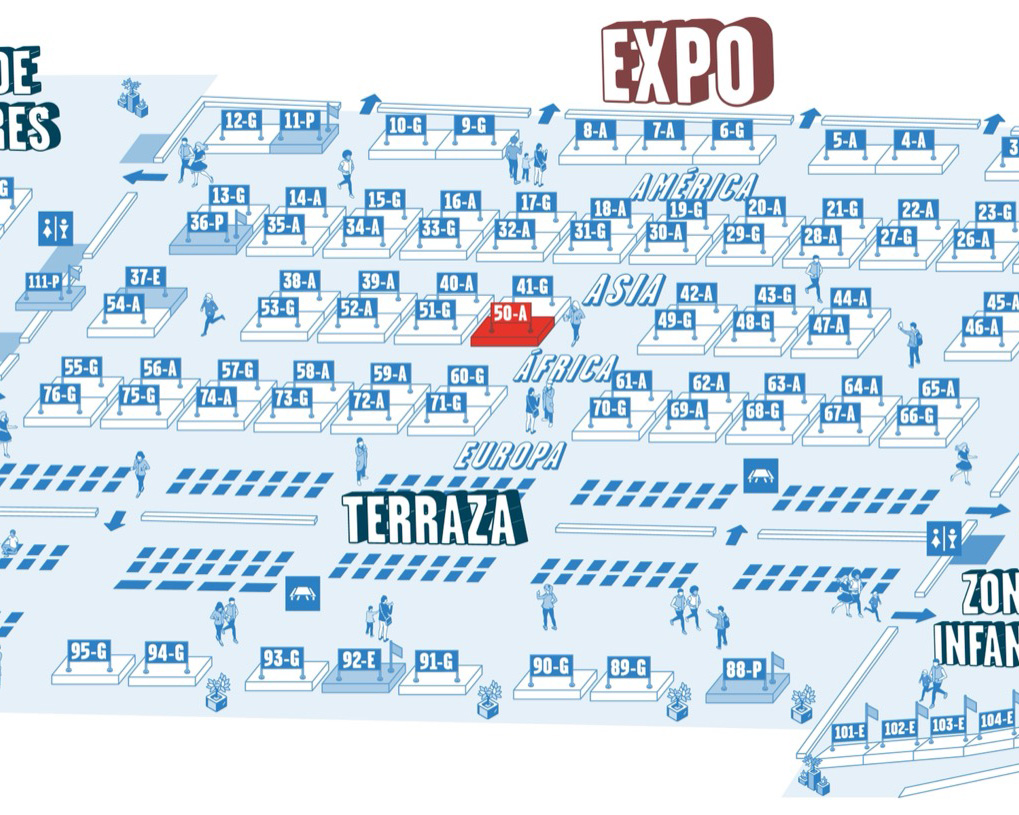 DE
RES
EXPO
12-G 11-P 10-G 9-G 8-A 7-A 6-G 5-A 4-A
AMÉRICA
G 13-G 14-A 15-G 16-A 17-G 18-A 19-G 20-A 21-G 22-A 23-G
36-P 35-A 34-A 33-G 32-A 31-G 30-A 29-G 28-A 27-G 26-A
ASIA
111-P 37-E 38-A 39-A 40-A 41-G 42-A 43-G 44-A 45-A
54-A 53-G 52-A 51-G 50-A 49-G 48-G 47-A 46-A
ÁFRICA
55-G 56-A 57-G 58-A 59-A 60-G 61-A 62-A 63-A 64-A 65-A
76-G 75-G 74-A 73-G 72-A 71-G 70-G 69-A 68-G 67-A 66-G
EUROPA
TERRAZA
ZON
INFAN
95-G 94-G 93-G 92-E 91-G 90-G 89-G 88-P
101-E 102-E 103-E 104-E